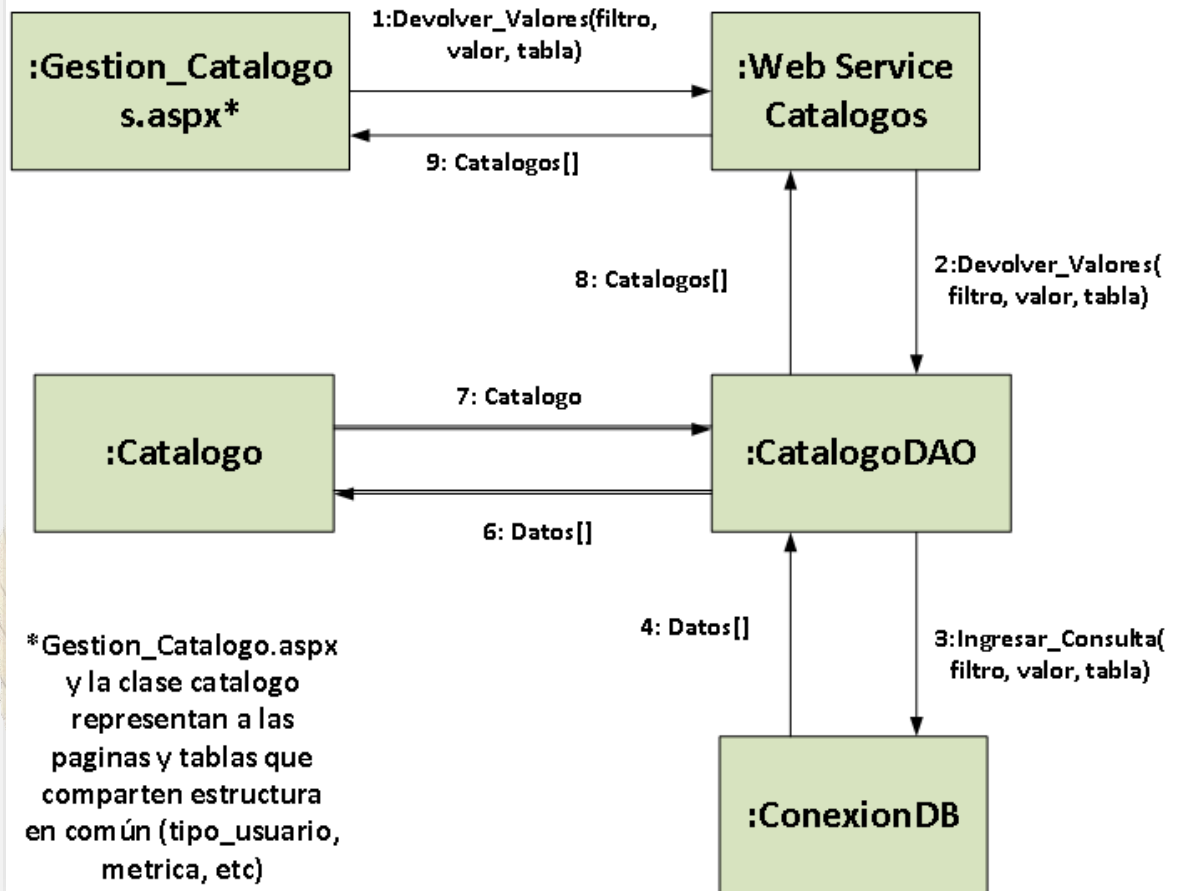 1:Devolver_Valores(filtro,
valor, tabla)
:Gestion_Catalogo
s.aspx*
:Web Service
Catalogos
9: Catalogos[]
8: Catalogos[]
2:Devolver_Valores(
filtro, valor, tabla)
7: Catalogo
:Catalogo
:CatalogoDAO
6: Datos[]
4: Datos[]
3:Ingresar_Consulta(
filtro, valor, tabla)
*Gestion_Catalogo.aspx
y la clase catalogo
representan a las
paginas y tablas que
comparten estructura
en común (tipo_usuario,
metrica, etc)
:ConexionDB